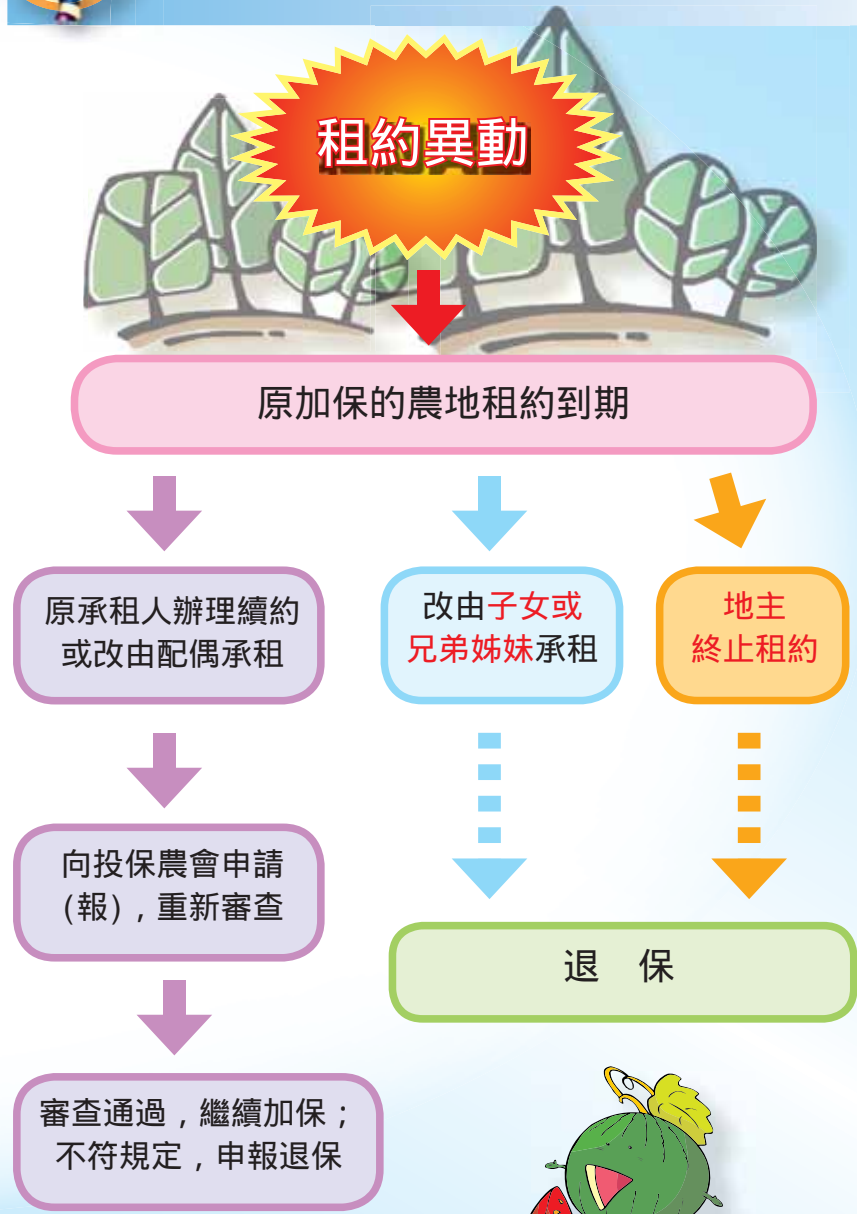 租約異動
原加保的農地租約到期
原承租人辦理續約
或改由配偶承租
改由子女或
兄弟姊妹承租
地主
終止租約
向投保農會申請
(報)，重新審查
退　保
審查通過，繼續加保；
不符規定，申報退保